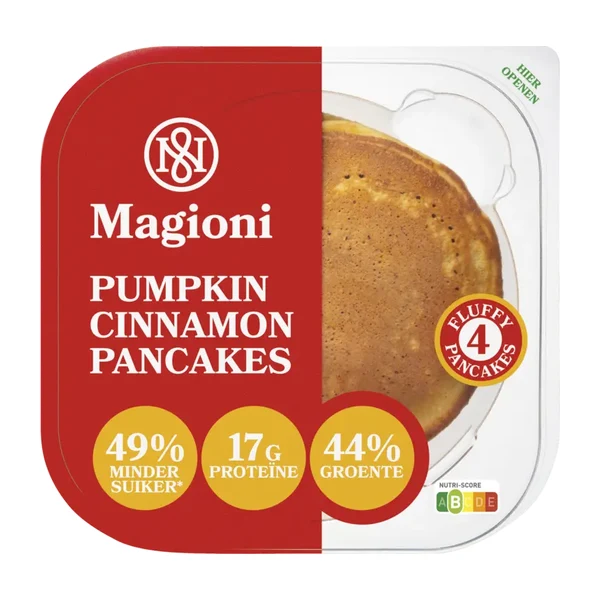 HIER
OPENEN
Magioni
PUMPKIN
CINNAMON
PANCAKES
FLUFFY
4
PANCAKES
49%
MINDER
SUIKER*
17G
PROTEÏNE
44%
GROENTE
NUTRI-SCORE
A B C D E